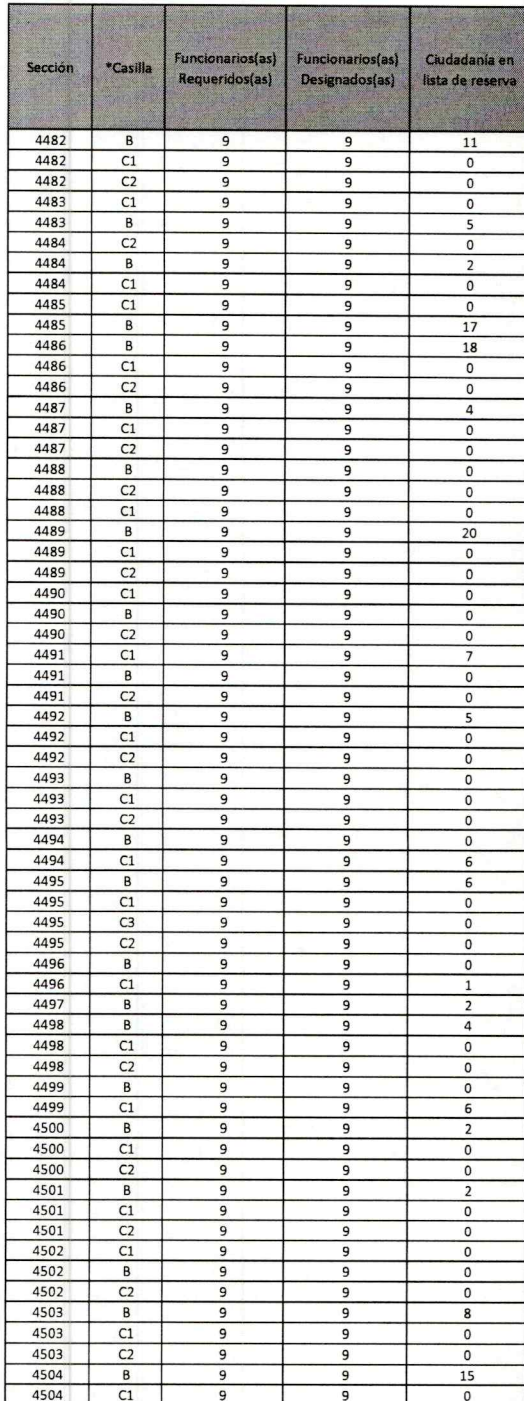 Sección *Casilla Funcionarios(as) Requeridos(as) Funcionarios(as) Designados(as) Ciudadanía en lista de reserva
4482 B 9 9 11
4482 C1 9 9 0
4482 C2 9 9 0
4483 C1 9 9 0
4483 B 9 9 5
4484 C2 9 9 0
4484 B 9 9 2
4484 C1 9 9 0
4485 C1 9 9 0
4485 B 9 9 17
4486 B 9 9 18
4486 C1 9 9 0
4486 C2 9 9 0
4487 B 9 9 4
4487 C1 9 9 0
4487 C2 9 9 0
4488 B 9 9 0
4488 C2 9 9 0
4488 C1 9 9 0
4489 B 9 9 20
4489 C1 9 9 0
4489 C2 9 9 0
4490 C1 9 9 0
4490 B 9 9 0
4490 C2 9 9 0
4491 C1 9 9 7
4491 B 9 9 0
4491 C2 9 9 0
4492 B 9 9 5
4492 C1 9 9 0
4492 C2 9 9 0
4493 B 9 9 0
4493 C1 9 9 0
4493 C2 9 9 0
4494 B 9 9 0
4494 C1 9 9 6
4495 B 9 9 6
4495 C1 9 9 0
4495 C3 9 9 0
4495 C2 9 9 0
4496 B 9 9 0
4496 C1 9 9 1
4497 B 9 9 2
4498 B 9 9 4
4498 C1 9 9 0
4498 C2 9 9 0
4499 B 9 9 0
4499 C1 9 9 6
4500 B 9 9 2
4500 C1 9 9 0
4500 C2 9 9 0
4501 B 9 9 2
4501 C1 9 9 0
4501 C2 9 9 0
4502 C1 9 9 0
4502 B 9 9 0
4502 C2 9 9 0
4503 B 9 9 8
4503 C1 9 9 0
4503 C2 9 9 0
4504 B 9 9 15
4504 C1 9 9 0